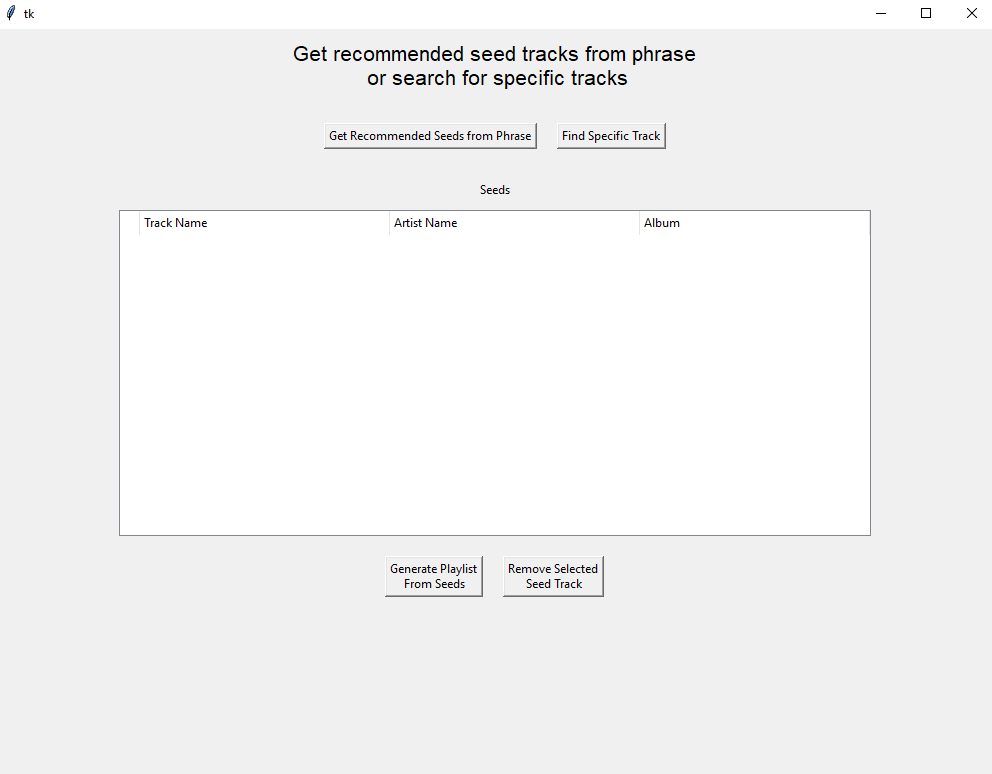 tk
Get recommended seed tracks from phrase
or search for specific tracks
Get Recommended Seeds from Phrase Find Specific Track
Seeds
Track Name Artist Name Album
Generate Playlist Remove Selected
From Seeds Seed Track